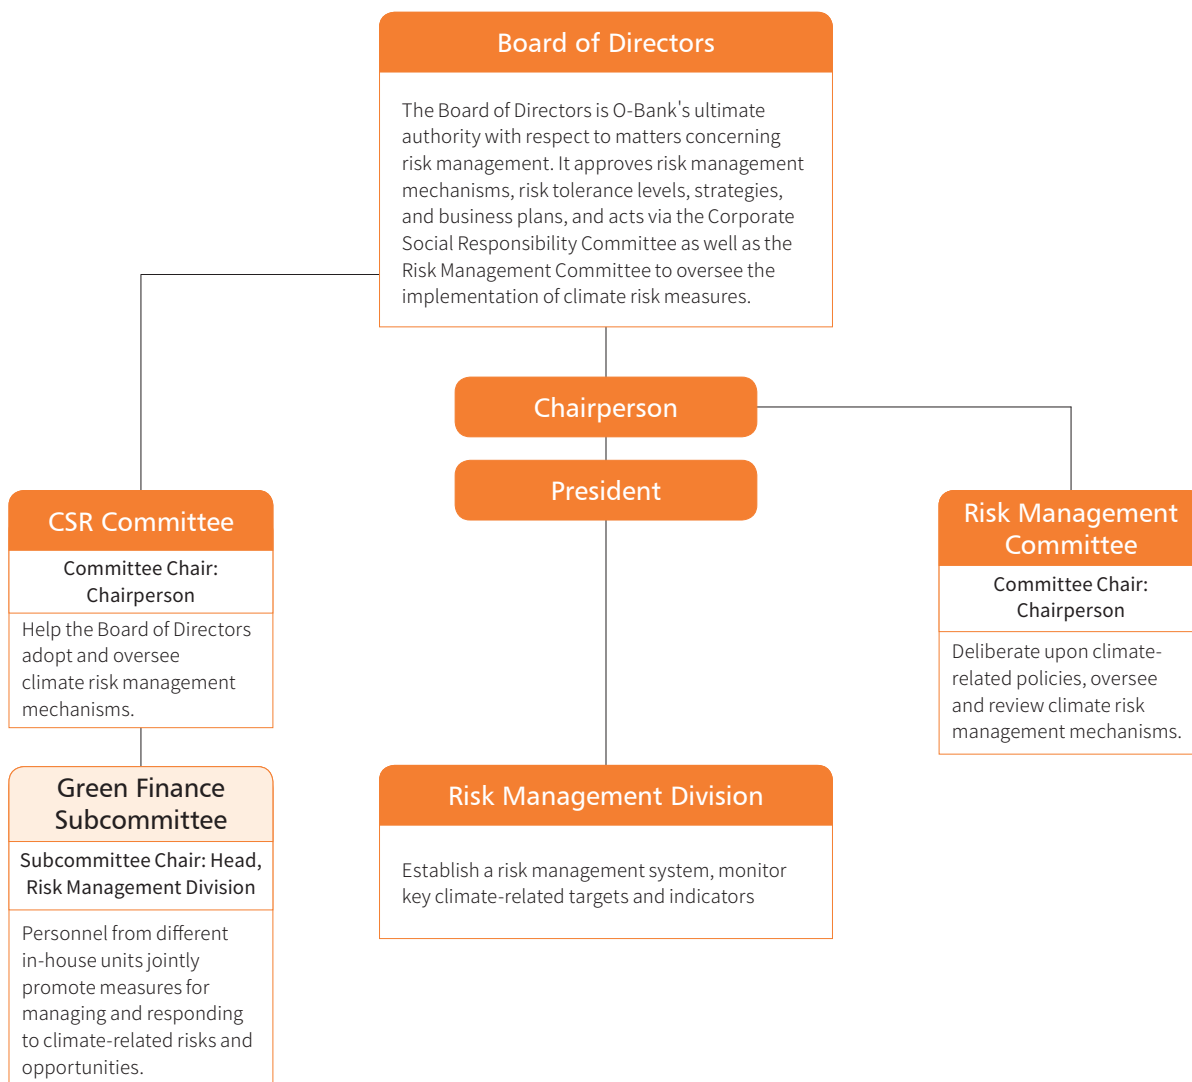 Board of Directors
The Board of Directors is O-Bank's ultimate
authority with respect to matters concerning
risk management. It approves risk management
mechanisms, risk tolerance levels, strategies,
and business plans, and acts via the Corporate
Social Responsibility Committee as well as the
Risk Management Committee to oversee the
implementation of climate risk measures.
Chairperson
President
CSR Committee
Committee Chair:
Chairperson
Help the Board of Directors
adopt and oversee
climate risk management
mechanisms.
Green Finance
Subcommittee
Subcommittee Chair: Head,
Risk Management Division
Personnel from different
in-house units jointly
promote measures for
managing and responding
to climate-related risks and
opportunities.
Risk Management Division
Establish a risk management system, monitor
key climate-related targets and indicators
Risk Management
Committee
Committee Chair:
Chairperson
Deliberate upon climate-
related policies, oversee
and review climate risk
management mechanisms.